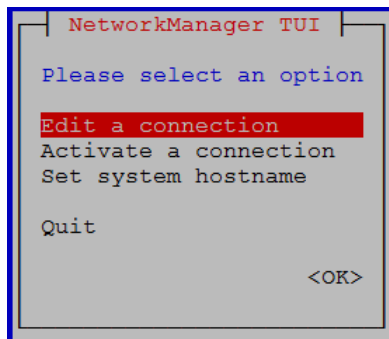 NetworkManager TUI
Please select an option
Edit a connection
Activate a connection
Set system hostname
Quit
<OK>